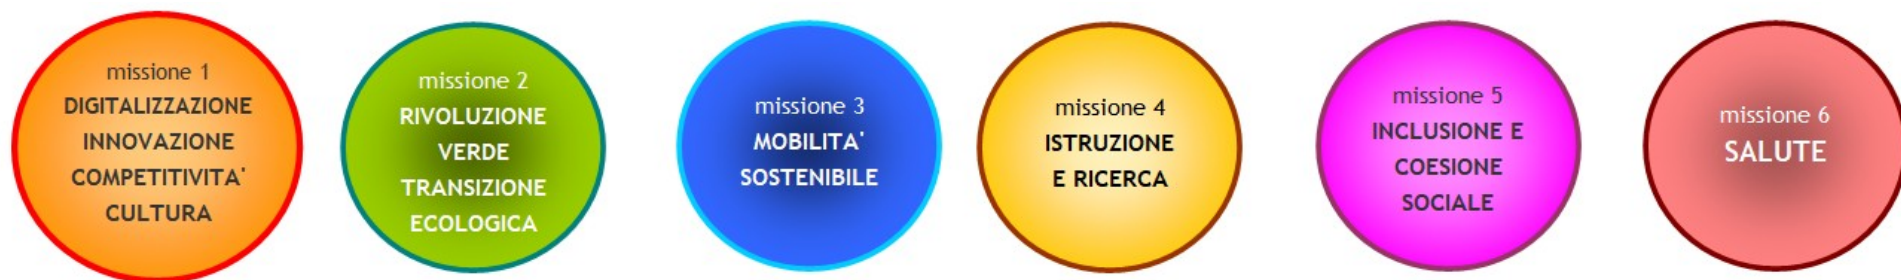 missione 1
DIGITALIZZAZIONE
INNOVAZIONE
COMPETITIVITA'
CULTURA
missione 2
RIVOLUZIONE
VERDE
TRANSIZIONE
ECOLOGICA
missione 3
MOBILITA'
SOSTENIBILE
missione 4
ISTRUZIONE
E RICERCA
missione 5
INCLUSIONE E
COESIONE
SOCIALE
missione 6
SALUTE